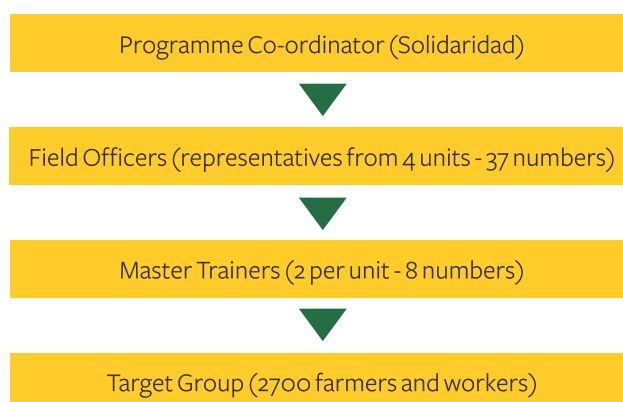 Programme Co-ordinator (Solidaridad)
Field Officers (representatives from 4 units - 37 numbers)
Master Trainers (2 per unit - 8 numbers)
Target Group (2700 farmers and workers)